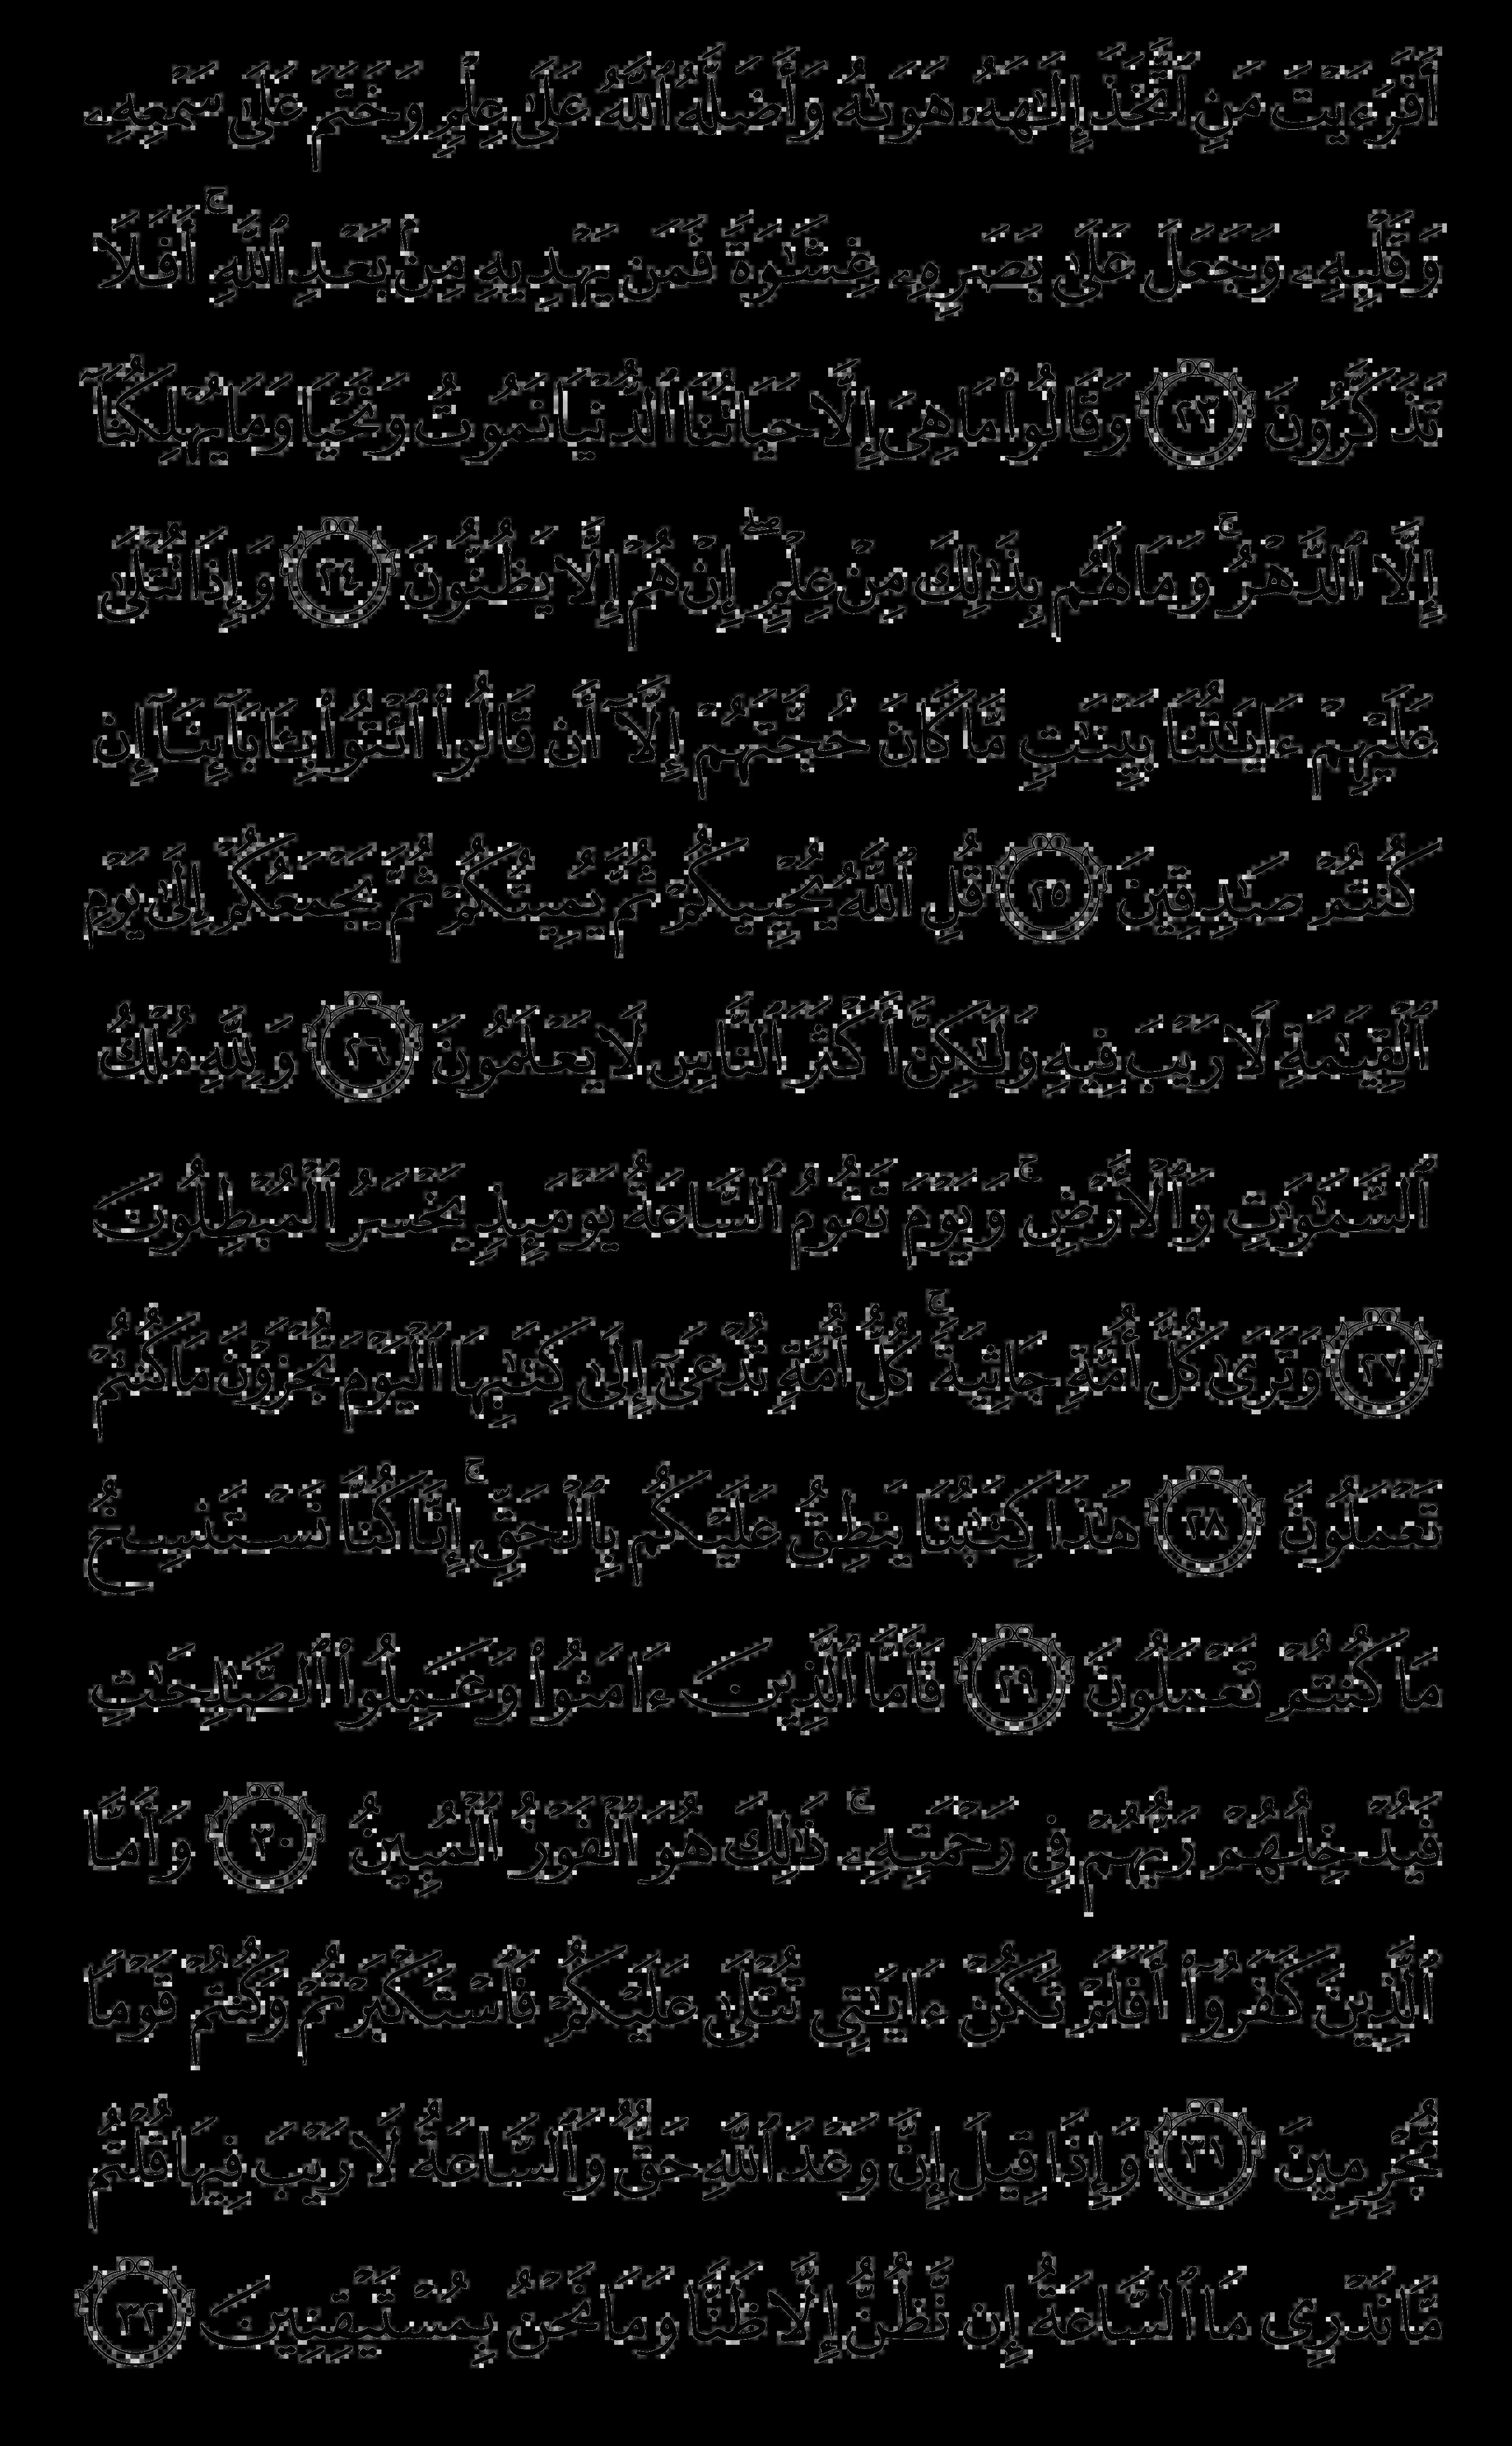 أَفَرَءَيْتَ مَنِ ٱتَّخَذَ إِلَٰهَهُۥ هَوَىٰهُ وَأَضَلَّهُ ٱللَّهُ عَلَىٰ عِلْمٍ وَخَتَمَ عَلَىٰ سَمْعِهِۦ
وَقَلْبِهِۦ وَجَعَلَ عَلَىٰ بَصَرِهِۦ غِشَٰوَةً فَمَن يَهْدِيهِ مِنۢ بَعْدِ ٱللَّهِ ۚ أَفَلَا
تَذَكَّرُونَ ٢٣ وَقَالُوا۟ مَا هِىَ إِلَّا حَيَاتُنَا ٱلدُّنْيَا نَمُوتُ وَنَحْيَا وَمَا يُهْلِكُنَآ
إِلَّا ٱلدَّهْرُ ۚ وَمَا لَهُم بِذَٰلِكَ مِنْ عِلْمٍ ۖ إِنْ هُمْ إِلَّا يَظُنُّونَ ٢٤ وَإِذَا تُتْلَىٰ
عَلَيْهِمْ ءَايَٰتُنَا بَيِّنَٰتٍ مَّا كَانَ حُجَّتَهُمْ إِلَّآ أَن قَالُوا۟ ٱئْتُوا۟ بِـَٔابَآئِنَآ إِن
كُنتُمْ صَٰدِقِينَ ٢٥ قُلِ ٱللَّهُ يُحْيِيكُمْ ثُمَّ يُمِيتُكُمْ ثُمَّ يَجْمَعُكُمْ إِلَىٰ يَوْمِ
ٱلْقِيَٰمَةِ لَا رَيْبَ فِيهِ وَلَٰكِنَّ أَكْثَرَ ٱلنَّاسِ لَا يَعْلَمُونَ ٢٦ وَلِلَّهِ مُلْكُ
ٱلسَّمَٰوَٰتِ وَٱلْأَرْضِ ۚ وَيَوْمَ تَقُومُ ٱلسَّاعَةُ يَوْمَئِذٍ يَخْسَرُ ٱلْمُبْطِلُونَ
٢٧ وَتَرَىٰ كُلَّ أُمَّةٍ جَاثِيَةً ۚ كُلُّ أُمَّةٍ تُدْعَىٰٓ إِلَىٰ كِتَٰبِهَا ٱلْيَوْمَ تُجْزَوْنَ مَا كُنتُمْ
تَعْمَلُونَ ٢٨ هَٰذَا كِتَٰبُنَا يَنطِقُ عَلَيْكُم بِٱلْحَقِّ ۚ إِنَّا كُنَّا نَسْتَنسِخُ
مَا كُنتُمْ تَعْمَلُونَ ٢٩ فَأَمَّا ٱلَّذِينَ ءَامَنُوا۟ وَعَمِلُوا۟ ٱلصَّٰلِحَٰتِ
فَيُدْخِلُهُمْ رَبُّهُمْ فِى رَحْمَتِهِۦ ۚ ذَٰلِكَ هُوَ ٱلْفَوْزُ ٱلْمُبِينُ ٣٠ وَأَمَّا
ٱلَّذِينَ كَفَرُوٓا۟ أَفَلَمْ تَكُنْ ءَايَٰتِى تُتْلَىٰ عَلَيْكُمْ فَٱسْتَكْبَرْتُمْ وَكُنتُمْ قَوْمًا
مُّجْرِمِينَ ٣١ وَإِذَا قِيلَ إِنَّ وَعْدَ ٱللَّهِ حَقٌّ وَٱلسَّاعَةُ لَا رَيْبَ فِيهَا قُلْتُم
مَّا نَدْرِى مَا ٱلسَّاعَةُ إِن نَّظُنُّ إِلَّا ظَنًّا وَمَا نَحْنُ بِمُسْتَيْقِنِينَ ٣٢